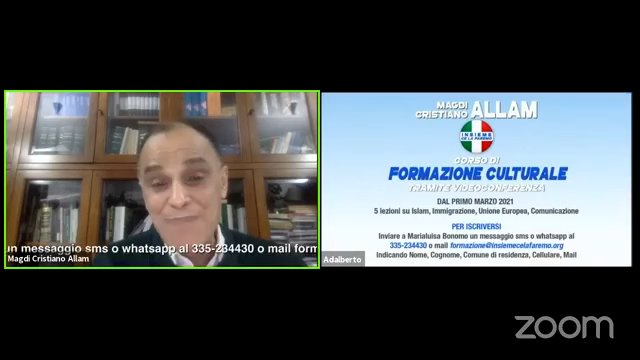 un messaggio sms o whatsapp al 335-234430 o mail form
Magdi Cristiano Allam
MAGDI
CRISTIANO ALLAM
INSIEME
CE LA FAREMO
CORSO DI
FORMAZIONE CULTURALE
TRAMITE VIDEOCONFERENZA
DAL PRIMO MARZO 2021
5 lezioni su Islam, Immigrazione, Unione Europea, Comunicazione
PER ISCRIVERSI
Inviare a Marialuisa Bonomo un messaggio sms o whatsapp al
335-234430 o mail formazione@insiemecelafaremo.org
Indicando Nome, Cognome, Comune di residenza, Cellulare, Mail
Adalberto
zoom